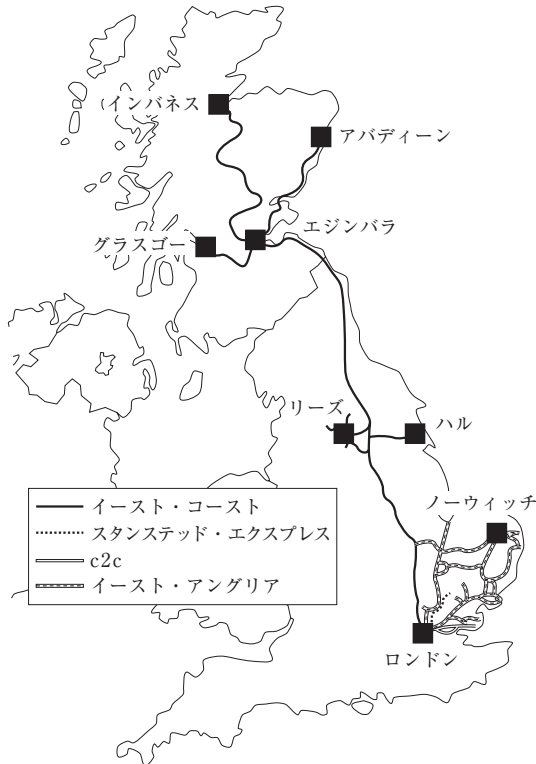 インバネス
アバディーン
エジンバラ
グラスゴー
リーズ
ハル
ノーウィッチ
イースト・コースト
スタンステッド・エクスプレス
c2c
イースト・アングリア
ロンドン